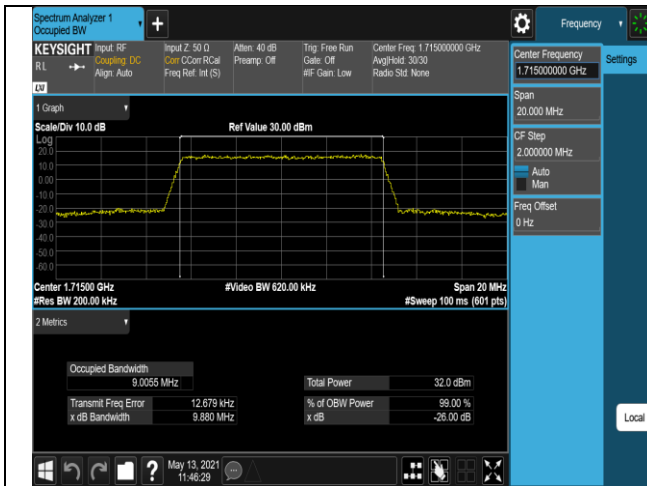 Spectrum Analyzer 1
Occupied BW
Frequency
KEYSIGHT
RL
LXI
Input: RF
Coupling: DC
Align: Auto
Input Z: 50 Ω
Corr CCorr RCal
Freq Ref: Int (S)
Atten: 40 dB
Preamp: Off
Trig: Free Run
Gate: Off
#IF Gain: Low
Center Freq: 1.715000000 GHz
Avg|Hold: 30/30
Radio Std: None
Center Frequency
1.715000000 GHz
Settings
Span
20.000 MHz
CF Step
2.000000 MHz
Auto
Man
Freq Offset
0 Hz
Local
1 Graph
Scale/Div 10.0 dB
Ref Value 30.00 dBm
Log
20.0
10.0
0.00
-10.0
-20.0
-30.0
-40.0
-50.0
-60.0
Center 1.71500 GHz
#Video BW 620.00 kHz
Span 20 MHz
#Res BW 200.00 kHz
#Sweep 100 ms (601 pts)
2 Metrics
Occupied Bandwidth
9.0055 MHz
Total Power 32.0 dBm
Transmit Freq Error 12.679 kHz
% of OBW Power 99.00 %
x dB Bandwidth 9.880 MHz
x dB -26.00 dB
?
May 13, 2021
11:46:29